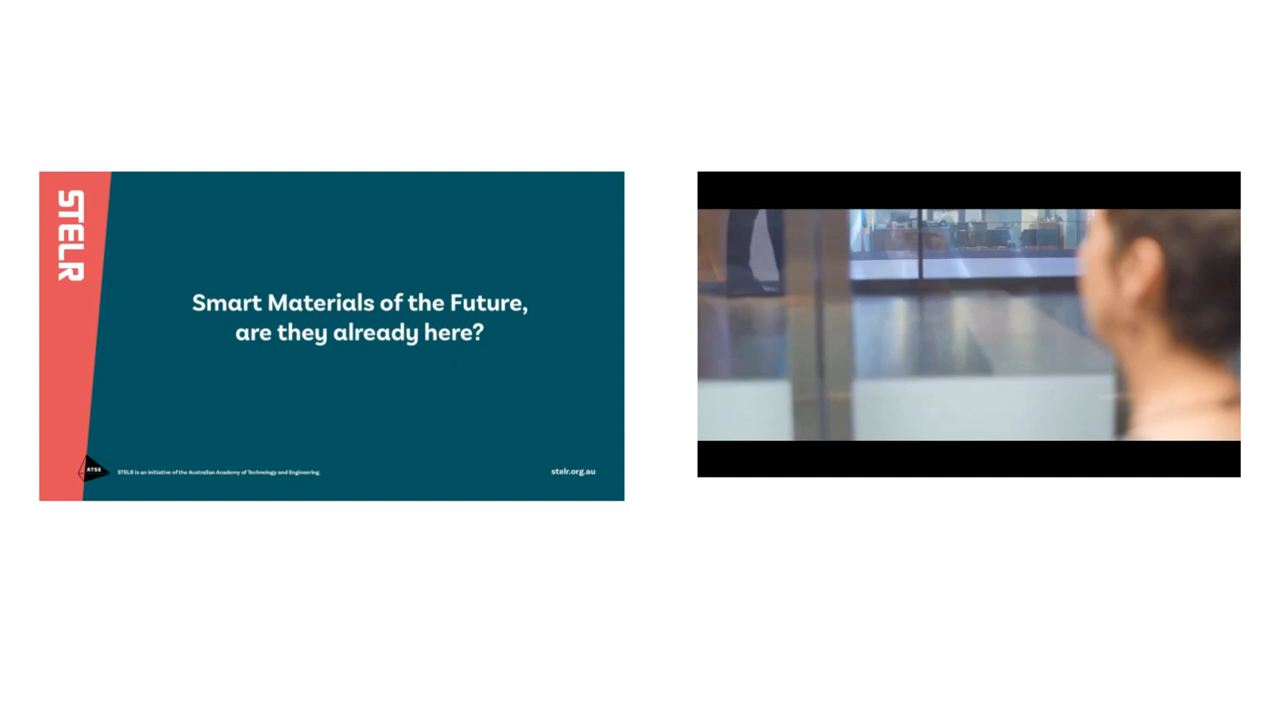 STELR
Smart Materials of the Future,
are they already here?
ATSE
STELR is an initiative of the Australian Academy of Technology and Engineering.
stelr.org.au